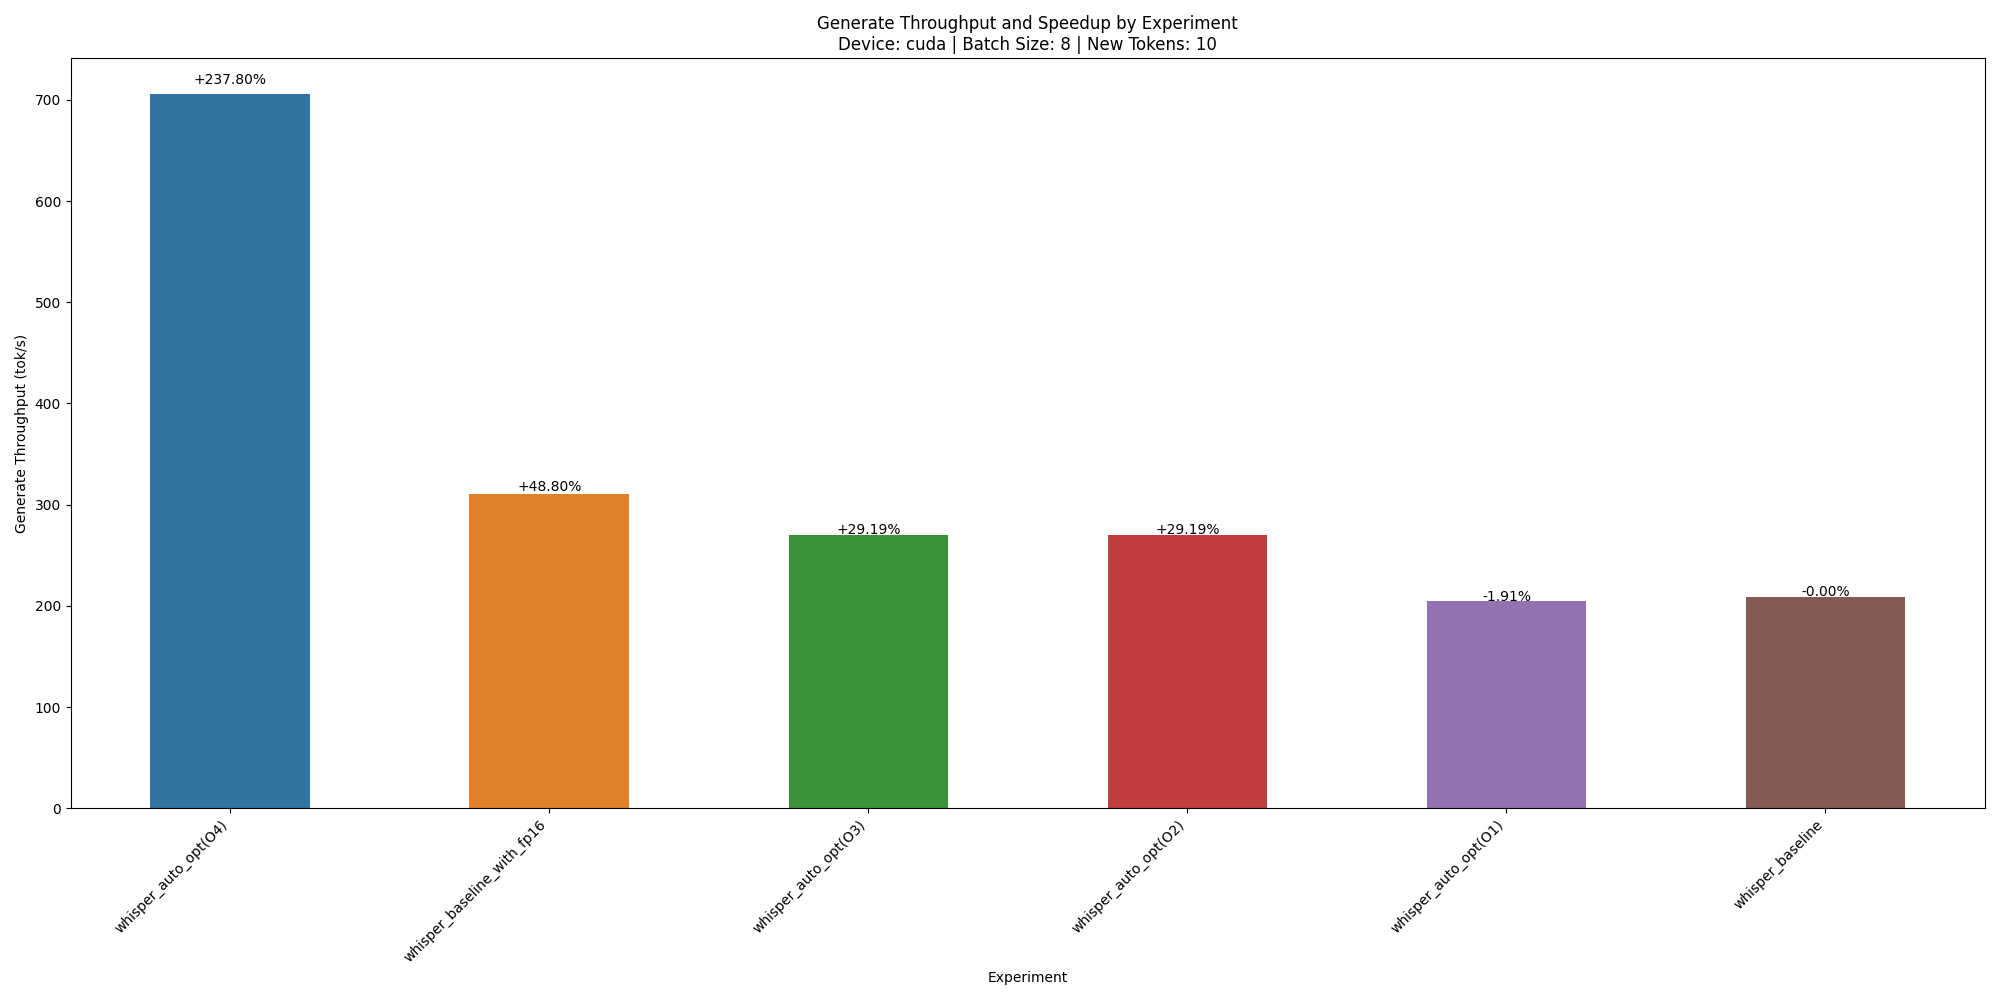 Generate Throughput and Speedup by Experiment
Device: cuda | Batch Size: 8 | New Tokens: 10
Generate Throughput (tok/s)
700
600
500
400
300
200
100
0
+237.80%
+48.80%
+29.19%
+29.19%
-1.91%
-0.00%
whisper_auto_opt(O4)
whisper_baseline_with_fp16
whisper_auto_opt(O3)
whisper_auto_opt(O2)
whisper_auto_opt(O1)
whisper_baseline
Experiment